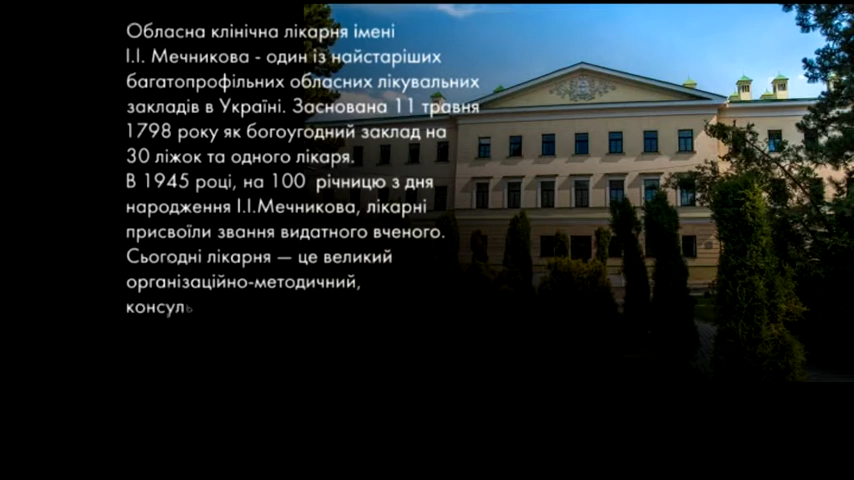 Обласна клінічна лікарня імені
І.І. Мечникова - один із найстаріших
багатопрофільних обласних лікувальних
закладів в Україні. Заснована 11 травня
1798 року як богоугодний заклад на
30 ліжок та одного лікаря.
В 1945 році, на 100 річницю з дня
народження І.І.Мечникова, лікарні
присвоїли звання видатного вченого.
Сьогодні лікарня — це великий
організаційно-методичний,
консуль